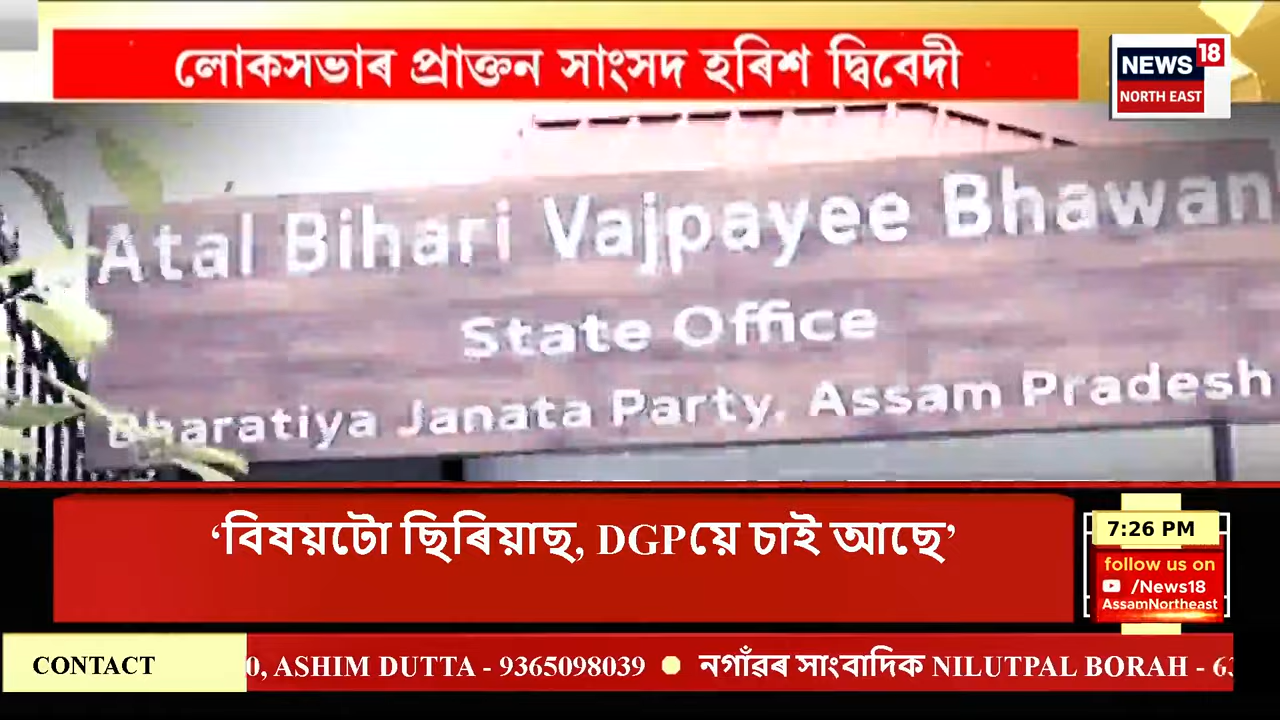 লোকসভাৰ প্ৰাক্তন সাংসদ হৰিশ দ্বিবেদী
NEWS 18
NORTH EAST
Atal Bihari Vajpayee Bhawan
State Office
Bharatiya Janata Party, Assam Pradesh
‘বিষয়টো ছিৰিয়াছ, DGPয়ে চাই আছে’
7:26 PM
follow us on
/News18
AssamNortheast
CONTACT
0, ASHIM DUTTA - 9365098039 ● নগাঁৱৰ সাংবাদিক NILUTPAL BORAH - 63